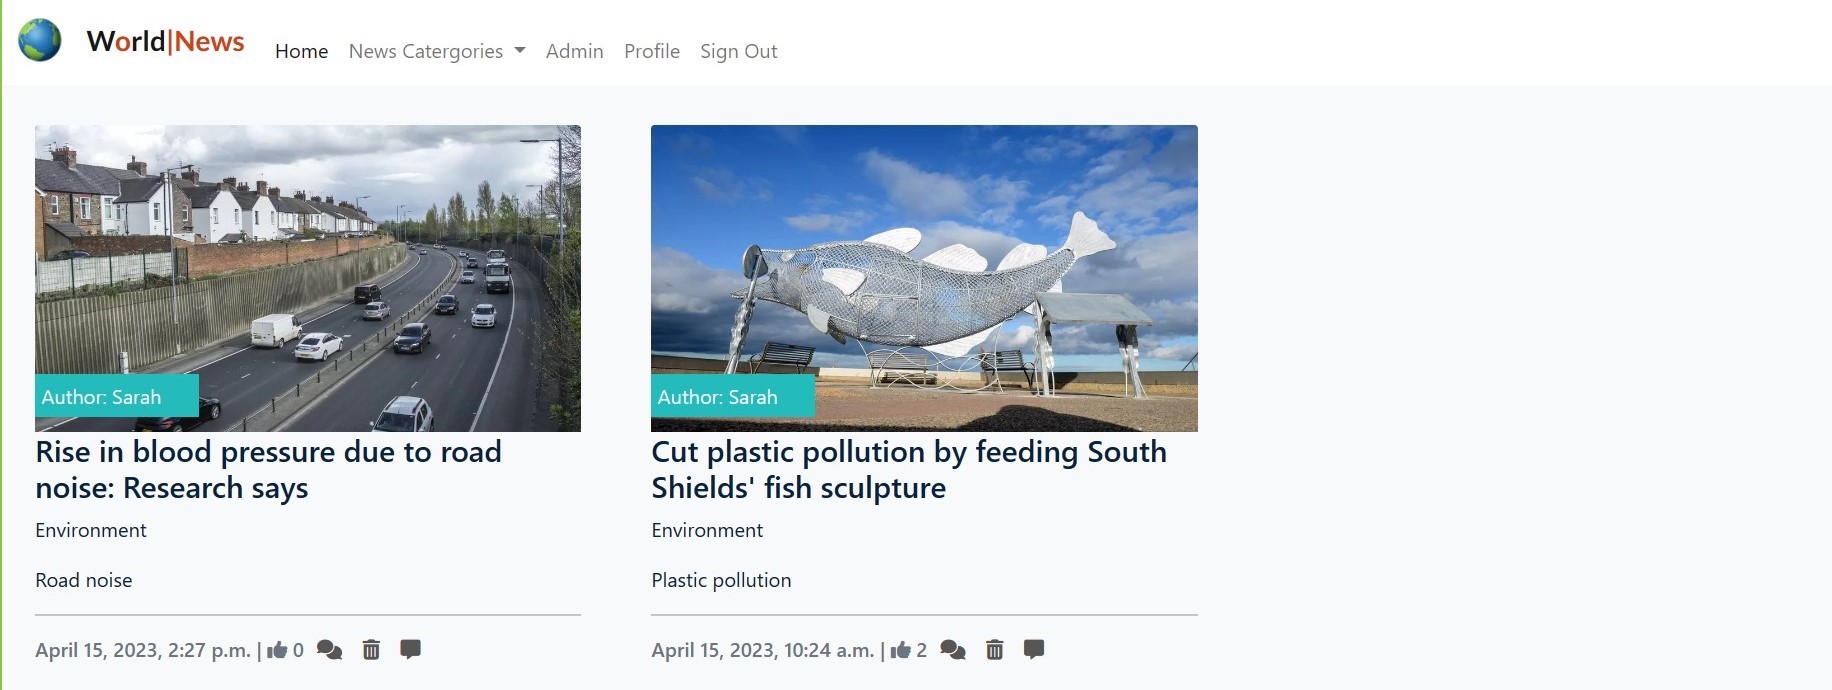 World|News
Home News Catergories Admin Profile Sign Out
Author: Sarah
Rise in blood pressure due to road
noise: Research says
Environment
Road noise
April 15, 2023, 2:27 p.m. | 0
Author: Sarah
Cut plastic pollution by feeding South
Shields' fish sculpture
Environment
Plastic pollution
April 15, 2023, 10:24 a.m. | 2